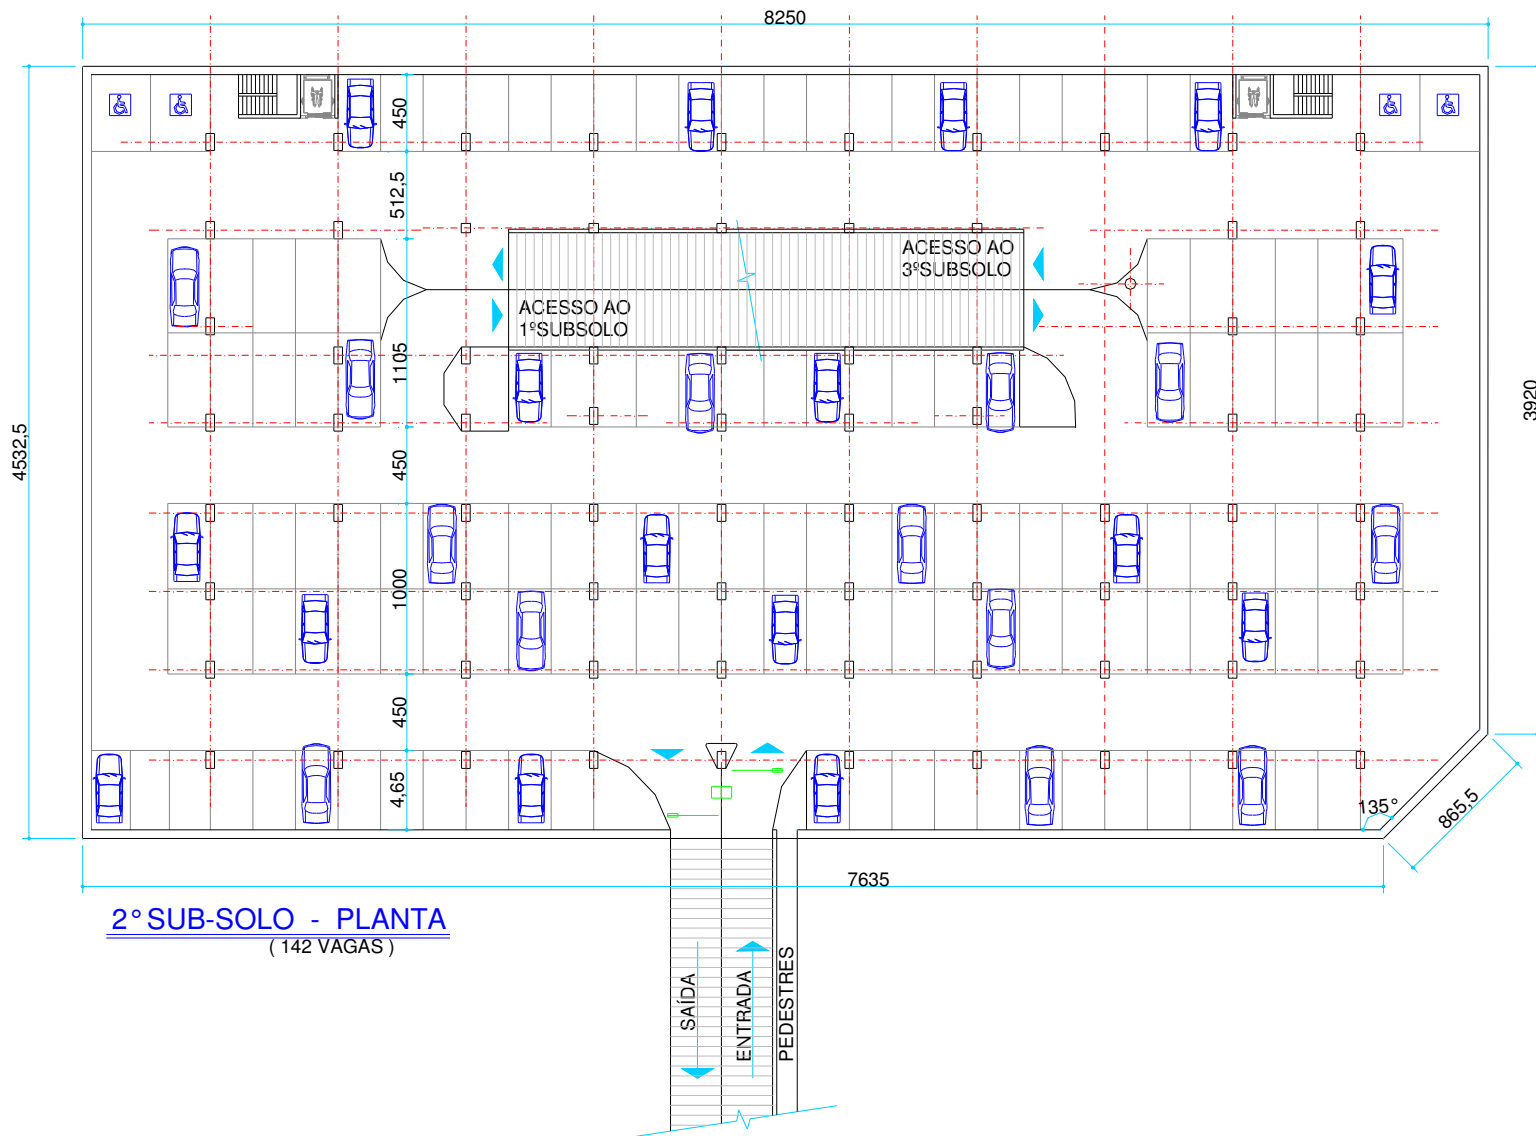 8250
450
512,5
ACESSO AO
3ºSUBSOLO
ACESSO AO
1ºSUBSOLO
1105
3920
4532,5
450
1000
450
4,65
135°
865,5
7635
2° SUB-SOLO - PLANTA
( 142 VAGAS )
SAÍDA
ENTRADA
PEDESTRES